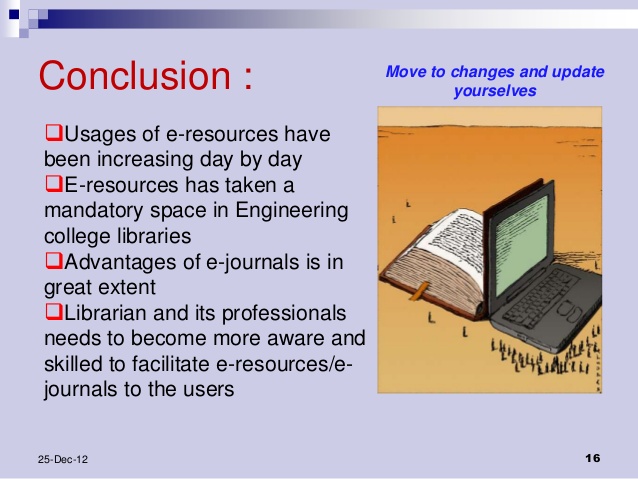 Conclusion :
Move to changes and update
yourselves
❑Usages of e-resources have
been increasing day by day
❑E-resources has taken a
mandatory space in Engineering
college libraries
❑Advantages of e-journals is in
great extent
❑Librarian and its professionals
needs to become more aware and
skilled to facilitate e-resources/e-
journals to the users
25-Dec-12
16